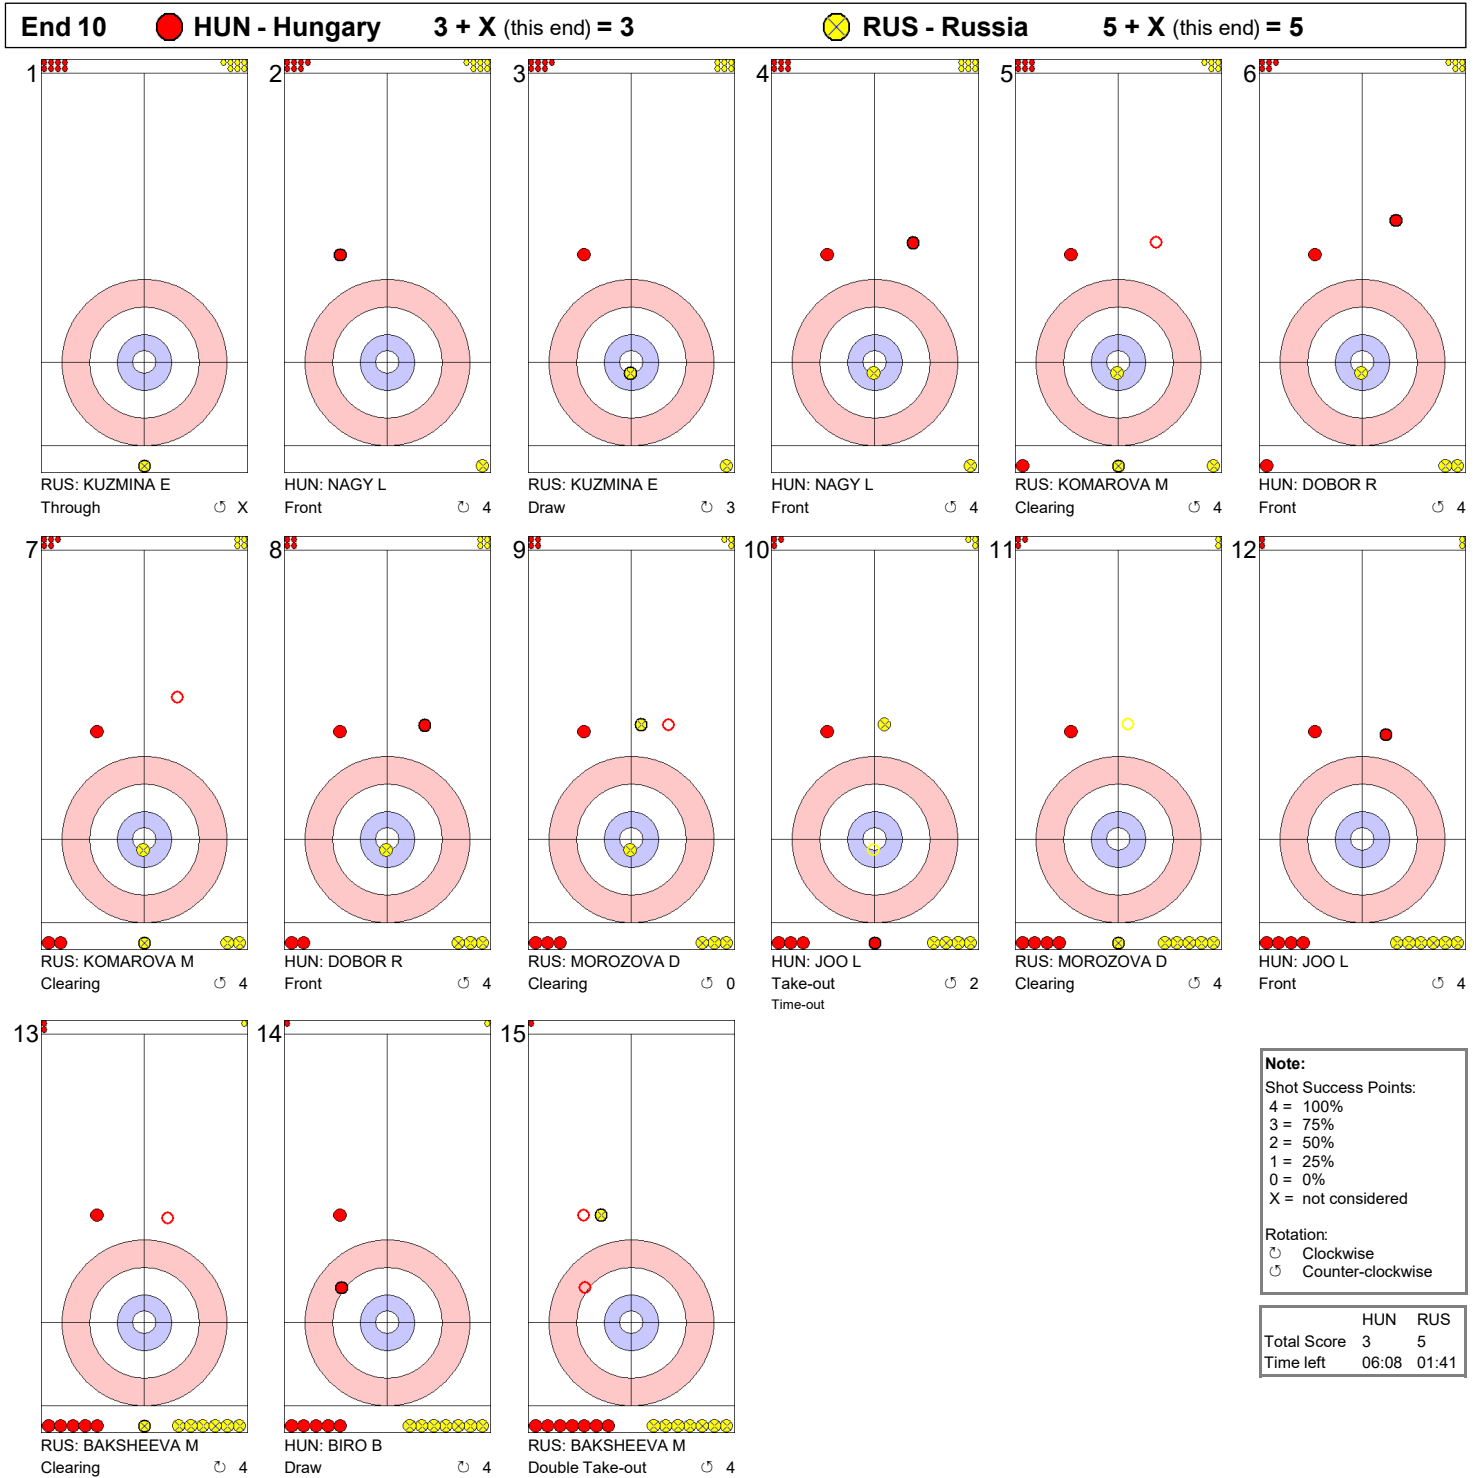 End 10 HUN - Hungary 3 + X (this end) = 3 RUS - Russia 5 + X (this end) = 5
1 2 3 4 5 6
RUS: KUZMINA E HUN: NAGY L RUS: KUZMINA E HUN: NAGY L RUS: KOMAROVA M HUN: DOBOR R
Through ↺ X Front ↻ 4 Draw ↻ 3 Front ↺ 4 Clearing ↺ 4 Front ↺ 4
7 8 9 10 11 12
RUS: KOMAROVA M HUN: DOBOR R RUS: MOROZOVA D HUN: JOO L RUS: MOROZOVA D HUN: JOO L
Clearing ↺ 4 Front ↺ 4 Clearing ↺ 0 Take-out ↺ 2 Clearing ↺ 4 Front ↺ 4
Time-out
13 14 15
RUS: BAKSHEEVA M HUN: BIRO B RUS: BAKSHEEVA M
Clearing ↻ 4 Draw ↻ 4 Double Take-out ↺ 4
Note:
Shot Success Points:
4 = 100%
3 = 75%
2 = 50%
1 = 25%
0 = 0%
X = not considered
Rotation:
↻ Clockwise
↺ Counter-clockwise
HUN RUS
Total Score 3 5
Time left 06:08 01:41